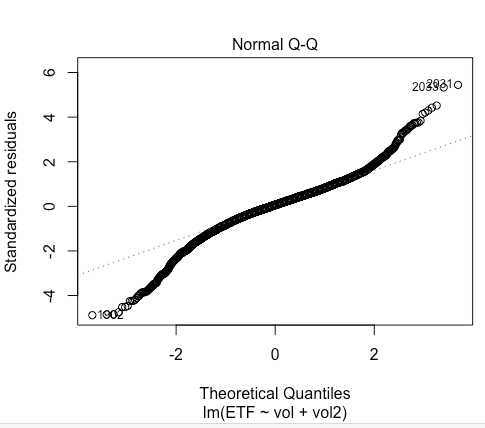 Normal Q-Q
Standardized residuals
6
4
2
0
-2
-4
2031
1902
-2
0
2
Theoretical Quantiles
lm(ETF ~ vol + vol2)